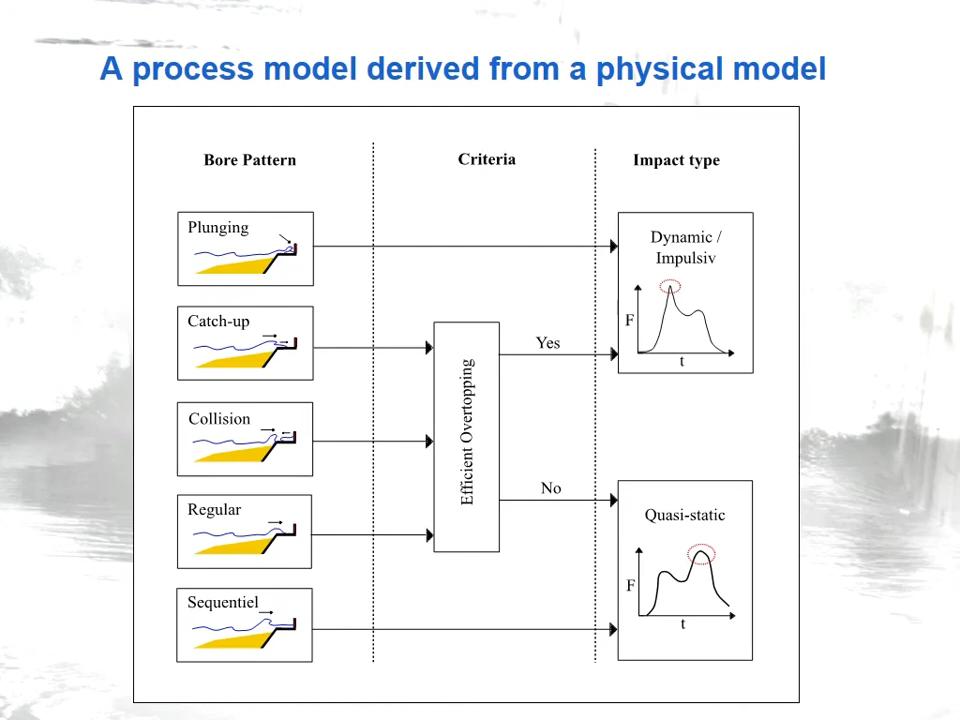 A process model derived from a physical model
Bore Pattern
Criteria
Impact type
Plunging
Catch-up
Collision
Regular
Sequentiel
Efficient Overtopping
Yes
No
Dynamic /
Impulsiv
F
t
Quasi-static
F
t